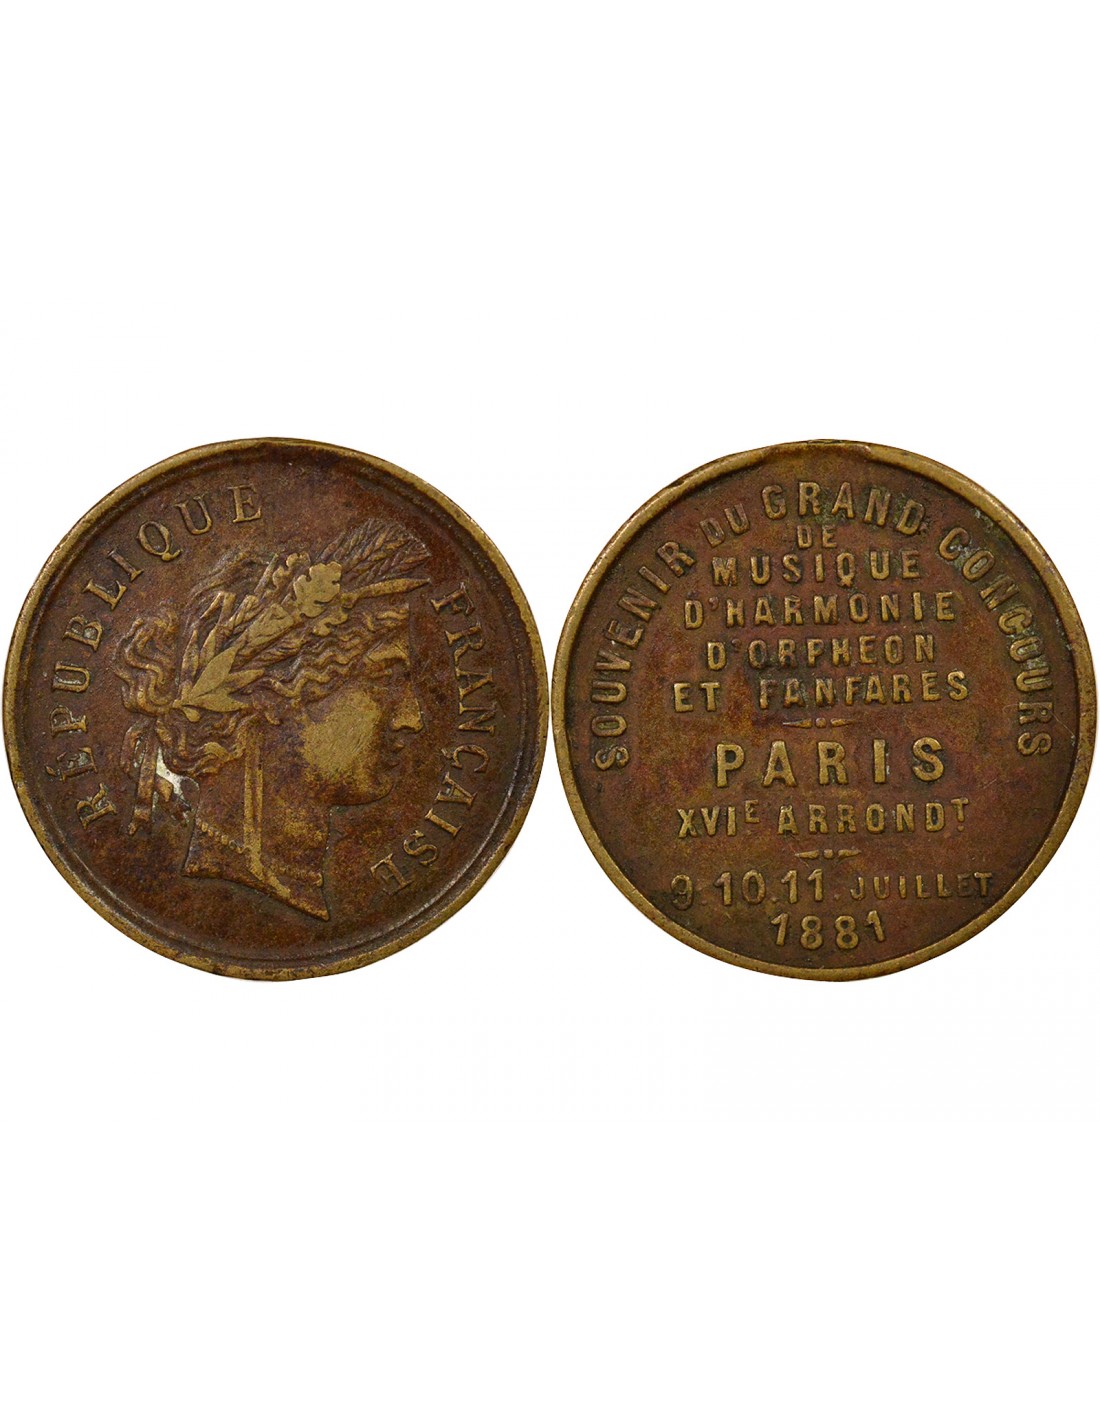 RÉPUBLIQUE FRANÇAISE
SOUVENIR DU GRAND CONCOURS
DE
MUSIQUE
D'HARMONIE
D'ORPHEON
ET FANFARES
PARIS
XVIE ARRONDT
9.10.11 JUILLET
1881